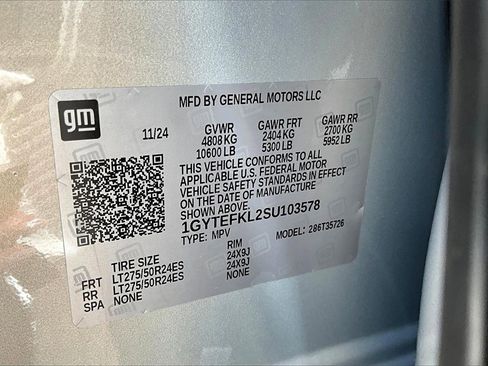 MFD BY GENERAL MOTORS LLC
gm
11/24
GVWR GAWR FRT GAWR RR
4808 KG 2404 KG 2700 KG
10600 LB 5300 LB 5952 LB
THIS VEHICLE CONFORMS TO ALL
APPLICABLE U.S. FEDERAL MOTOR
VEHICLE SAFETY STANDARDS IN EFFECT
ON THE DATE OF MANUFACTURE
SHOWN ABOVE.
1GYTEFKL2SU103578
TYPE: MPV MODEL: 286T35726
TIRE SIZE RIM
FRT LT275/50R24ES 24X9J
RR LT275/50R24ES 24X9J
SPA NONE NONE